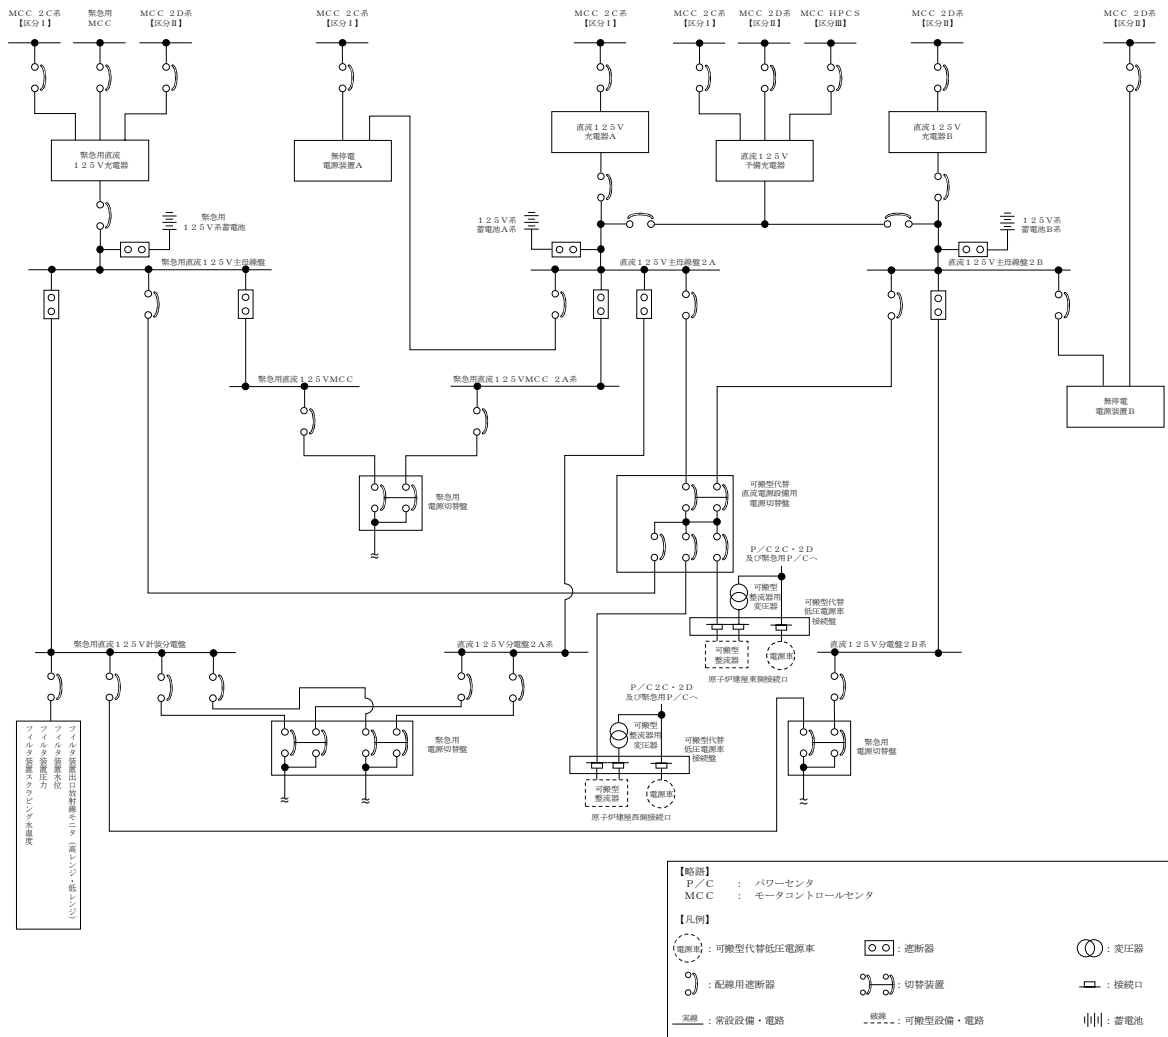 MCC 2C系
【区分Ⅰ】
緊急用
MCC
MCC 2D系
【区分Ⅱ】
MCC 2C系
【区分Ⅰ】
MCC 2C系
【区分Ⅰ】
MCC 2C系
【区分Ⅰ】
MCC 2D系
【区分Ⅱ】
MCC HPCS
【区分Ⅲ】
MCC 2D系
【区分Ⅱ】
MCC 2D系
【区分Ⅱ】
緊急用直流
125V充電器
無停電
電源装置A
直流125V
充電器A
直流125V
予備充電器
直流125V
充電器B
緊急用
125V系蓄電池
125V系
蓄電池A系
125V系
蓄電池B系
緊急用直流125V主母線盤
直流125V主母線盤2A
直流125V主母線盤2B
緊急用直流125VMCC
緊急用直流125VMCC 2A系
無停電
電源装置B
緊急用
電源切替盤
可搬型代替
直流電源設備用
電源切替盤
P/C2C・2D
及び緊急用P/Cへ
可搬型
整流器用
変圧器
可搬型代替
低圧電源車
接続盤
可搬型
整流器
電源車
原子炉建屋東側接続口
緊急用直流125V計装分電盤
直流125V分電盤2A系
直流125V分電盤2B系
P/C2C・2D
及び緊急用P/Cへ
可搬型
整流器用
変圧器
可搬型代替
低圧電源車
接続盤
可搬型
整流器
電源車
原子炉建屋西側接続口
緊急用
電源切替盤
緊急用
電源切替盤
フィルタ装置出口放射線モニタ（高レンジ・低レンジ）
フィルタ装置水位
フィルタ装置圧力
フィルタ装置スクラビング水温度
【略語】
P/C : パワーセンタ
MCC : モータコントロールセンタ
【凡例】
電源車 : 可搬型代替低圧電源車
: 遮断器
: 変圧器
: 配線用遮断器
: 切替装置
: 接続口
実線 : 常設設備・電路
破線 : 可搬型設備・電路
: 蓄電池